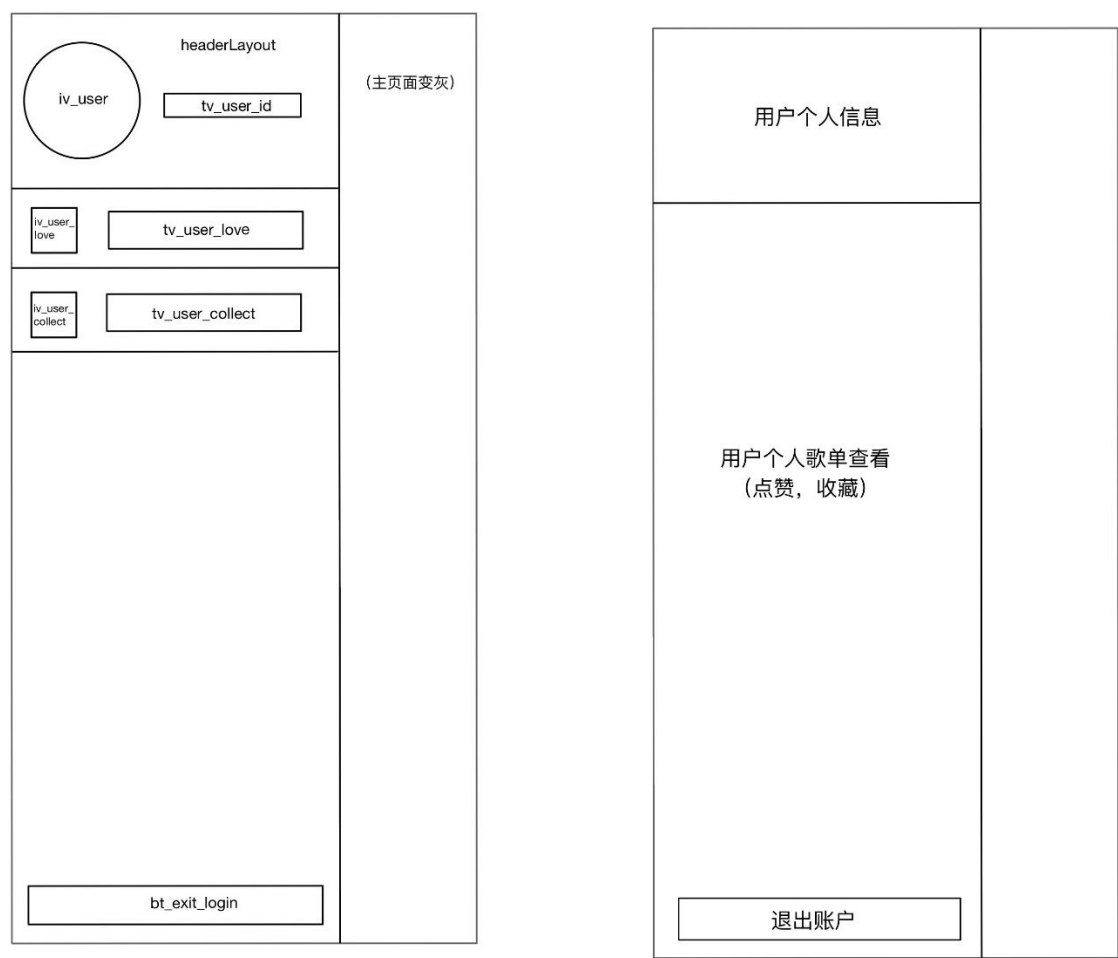 headerLayout
iv_user
tv_user_id
(主页面变灰)
iv_user_
love
tv_user_love
iv_user_
collect
tv_user_collect
bt_exit_login
用户个人信息
用户个人歌单查看
(点赞，收藏)
退出账户